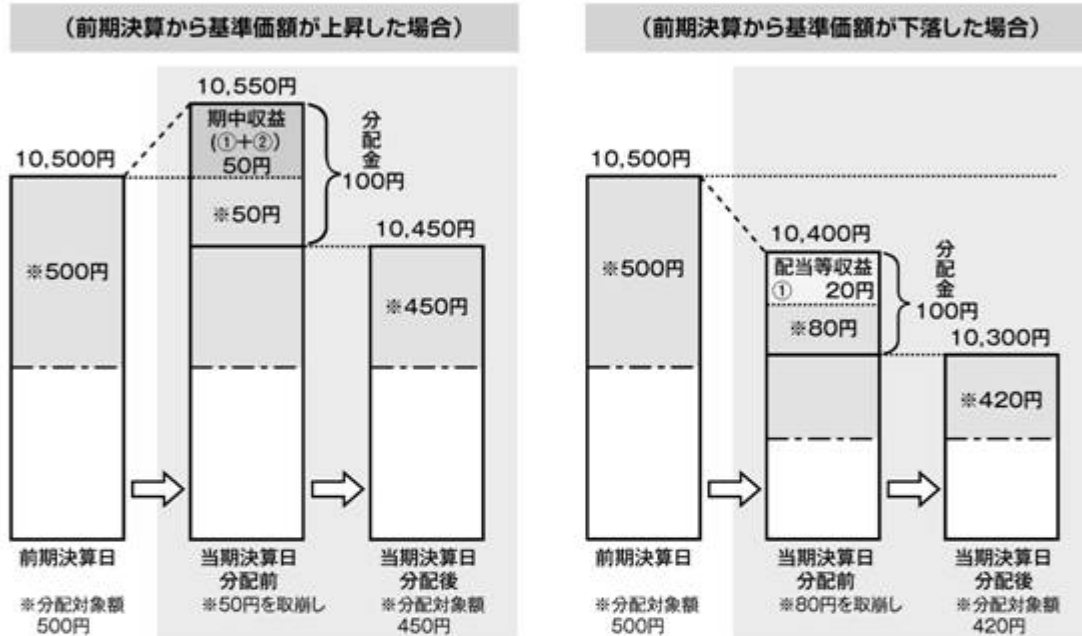 (前期決算から基準価額が上昇した場合)
10,550円
期中収益
(①+②)
50円
分配金
100円
10,500円
※50円
10,450円
※500円
※450円
前期決算日
当期決算日
分配前
当期決算日
分配後
※分配対象額
500円
※50円を取崩し
※分配対象額
450円
(前期決算から基準価額が下落した場合)
10,500円
10,400円
配当等収益
① 20円
分配金
100円
※500円
※80円
10,300円
※420円
前期決算日
当期決算日
分配前
当期決算日
分配後
※分配対象額
500円
※80円を取崩し
※分配対象額
420円